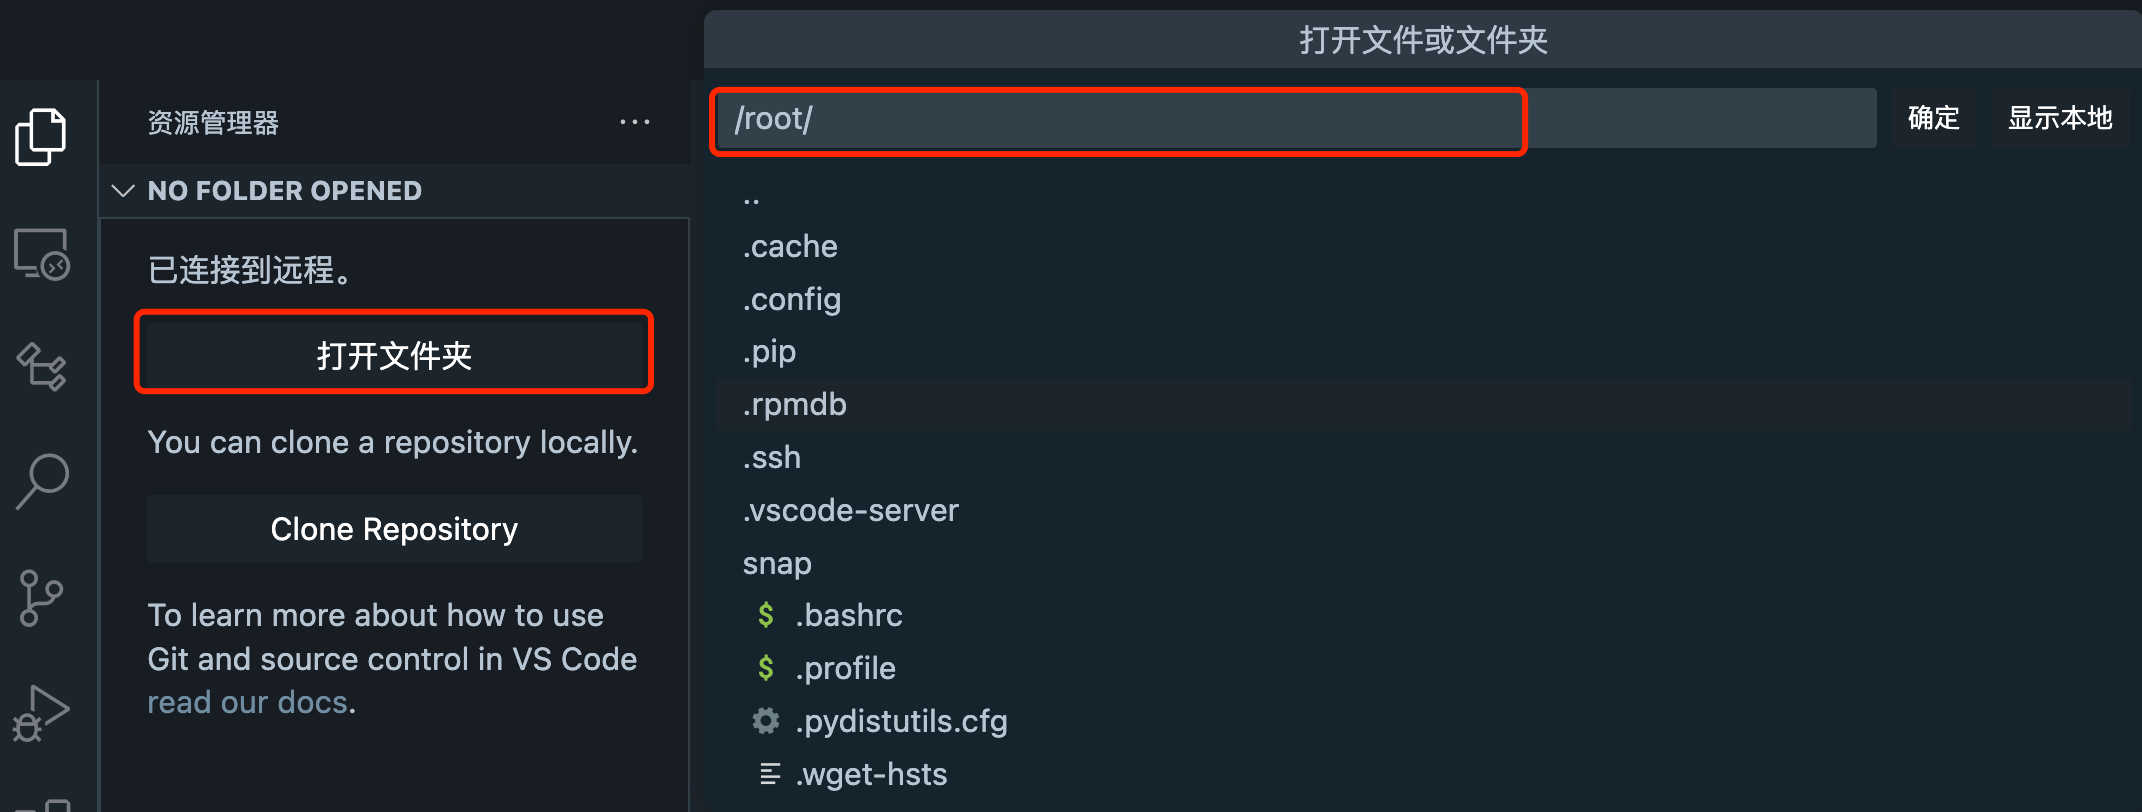 资源管理器
NO FOLDER OPENED
已连接到远程。
打开文件夹
You can clone a repository locally.
Clone Repository
To learn more about how to use
Git and source control in VS Code
read our docs.
打开文件或文件夹
/root/
确定
显示本地
..
.cache
.config
.pip
.rpmdb
.ssh
.vscode-server
snap
$ .bashrc
$ .profile
.pydistutils.cfg
.wget-hsts